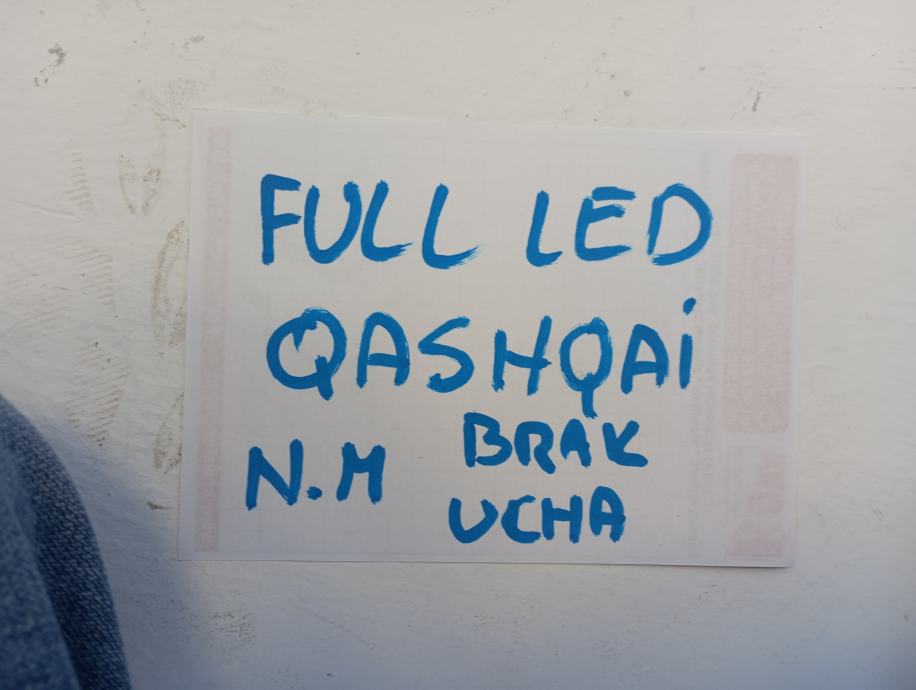 FULL LED
QASHQAi
N.M BRAK
UCHA